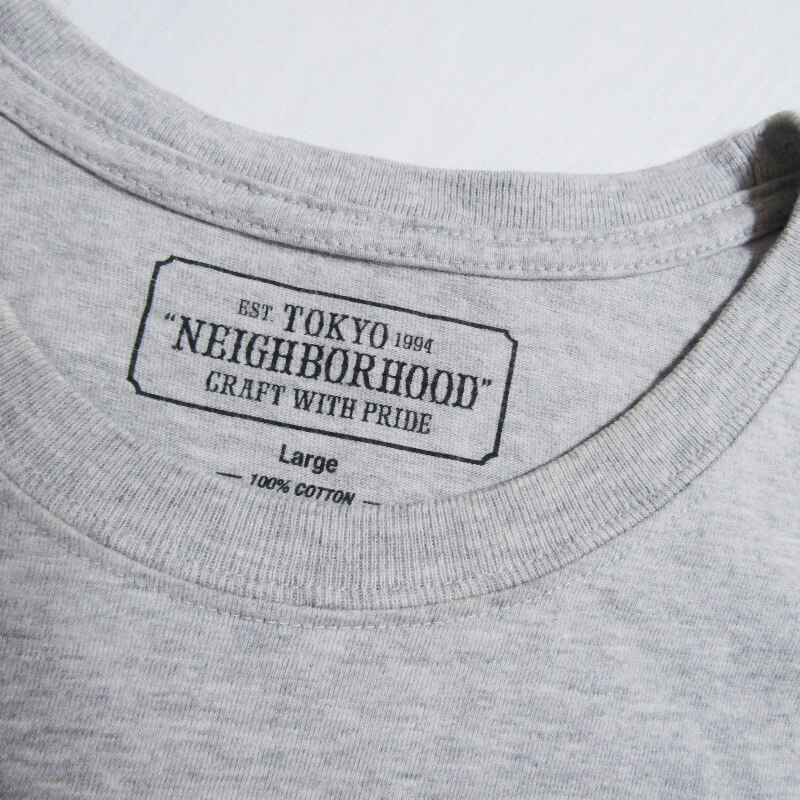 EST. TOKYO 1994
“NEIGHBORHOOD”
CRAFT WITH PRIDE
Large
100% COTTON